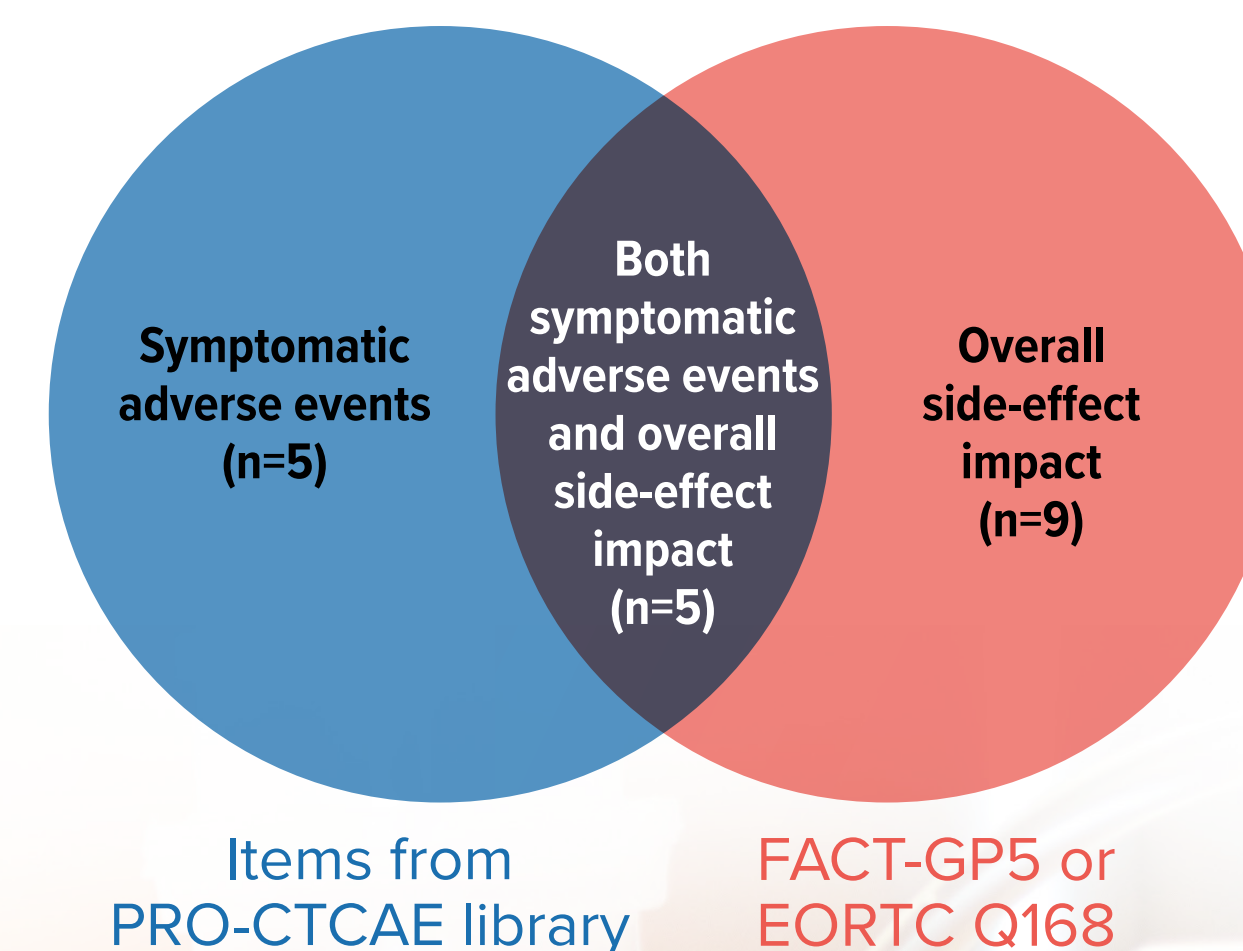 Symptomatic
adverse events
(n=5)
Both
symptomatic
adverse events
and overall
side-effect
impact
(n=5)
Overall
side-effect
impact
(n=9)
Items from
PRO-CTCAE library
FACT-GP5 or
EORTC Q168